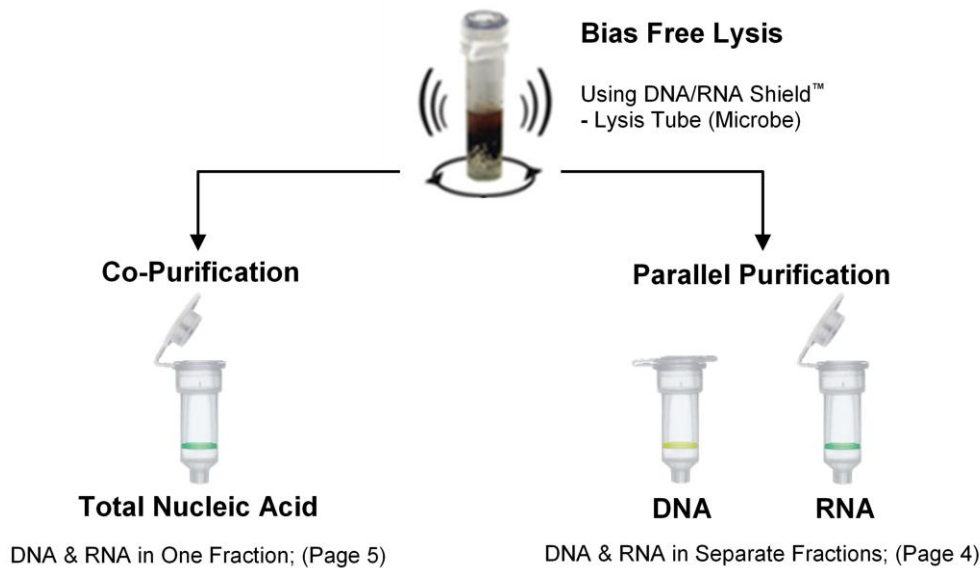 Bias Free Lysis
Using DNA/RNA Shield™
- Lysis Tube (Microbe)
Co-Purification
Parallel Purification
Total Nucleic Acid
DNA
RNA
DNA & RNA in One Fraction; (Page 5)
DNA & RNA in Separate Fractions; (Page 4)